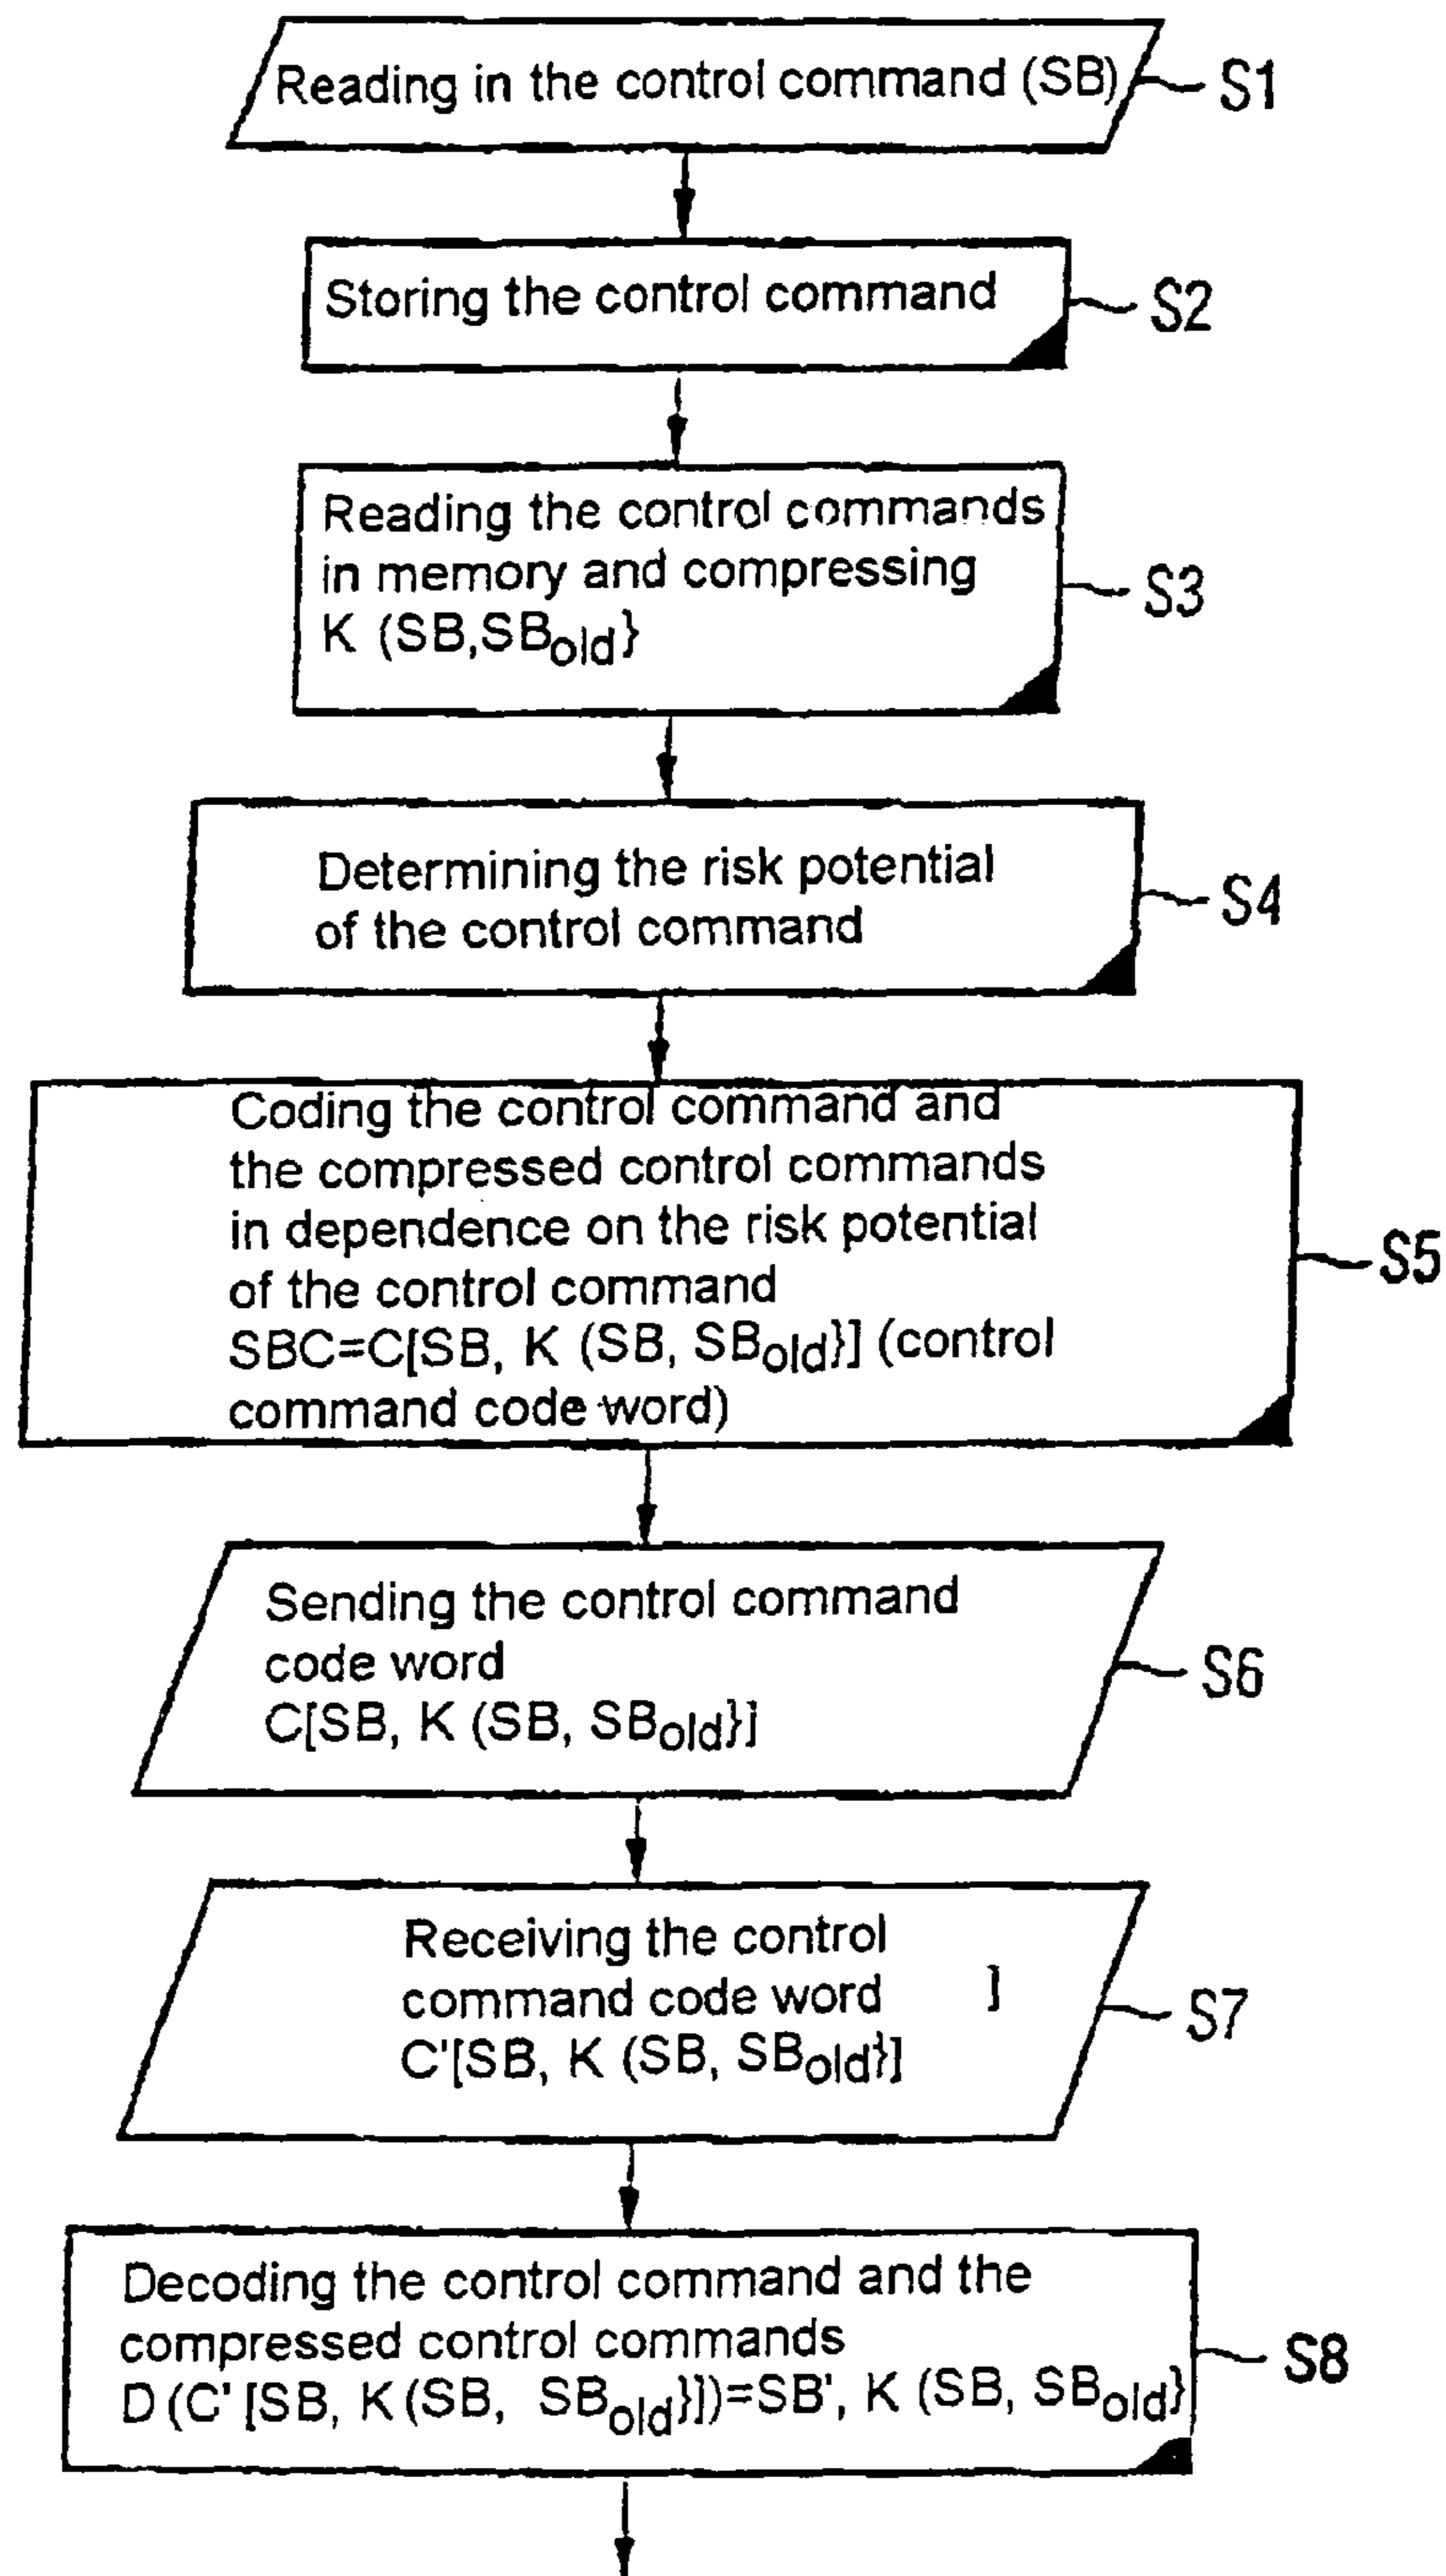 Reading in the control command (SB)
S1
Storing the control command
S2
Reading the control commands
in memory and compressing
K (SB,SBold}
S3
Determining the risk potential
of the control command
S4
Coding the control command and
the compressed control commands
in dependence on the risk potential
of the control command
SBC=C[SB, K (SB, SBold}] (control
command code word)
S5
Sending the control command
code word
C[SB, K (SB, SBold}]
S6
Receiving the control
command code word ]
C'[SB, K (SB, SBold}]
S7
Decoding the control command and the
compressed control commands
D (C' [SB, K (SB, SBold}])=SB', K (SB, SBold}
S8